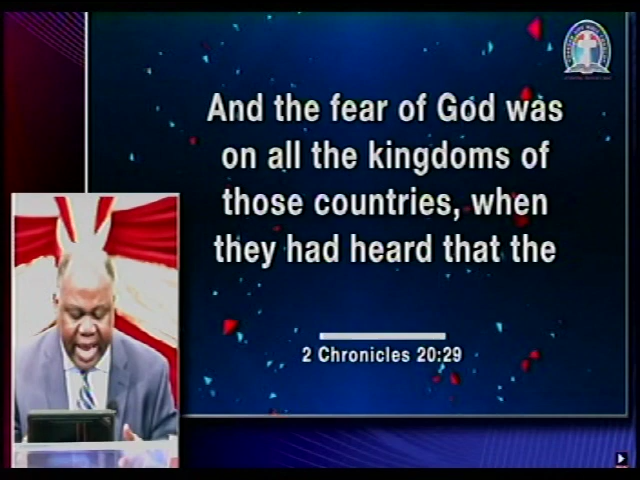 And the fear of God was
on all the kingdoms of
those countries, when
they had heard that the
2 Chronicles 20:29